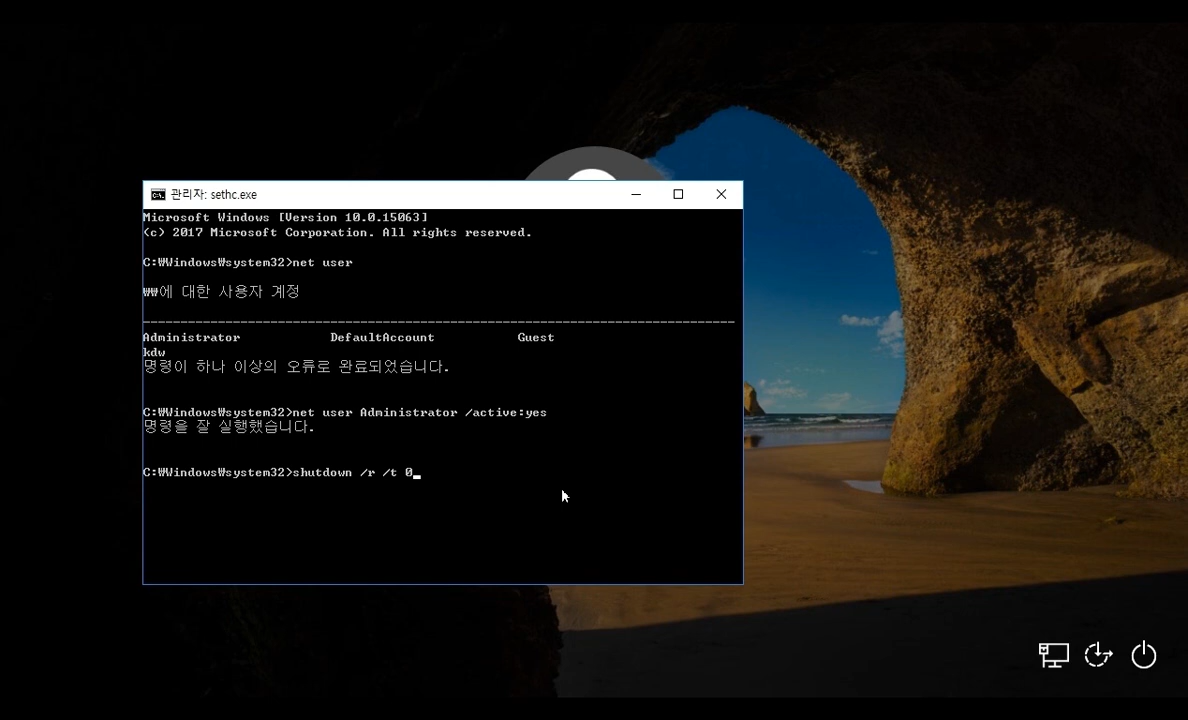 관리자: sethc.exe
Microsoft Windows [Version 10.0.15063]
(c) 2017 Microsoft Corporation. All rights reserved.
C:₩Windows₩system32>net user
₩₩에 대한 사용자 계정
-------------------------------------------------------------------------------
Administrator DefaultAccount Guest
kdw
명령이 하나 이상의 오류로 완료되었습니다.
C:₩Windows₩system32>net user Administrator /active:yes
명령을 잘 실행했습니다.
C:₩Windows₩system32>shutdown /r /t 0